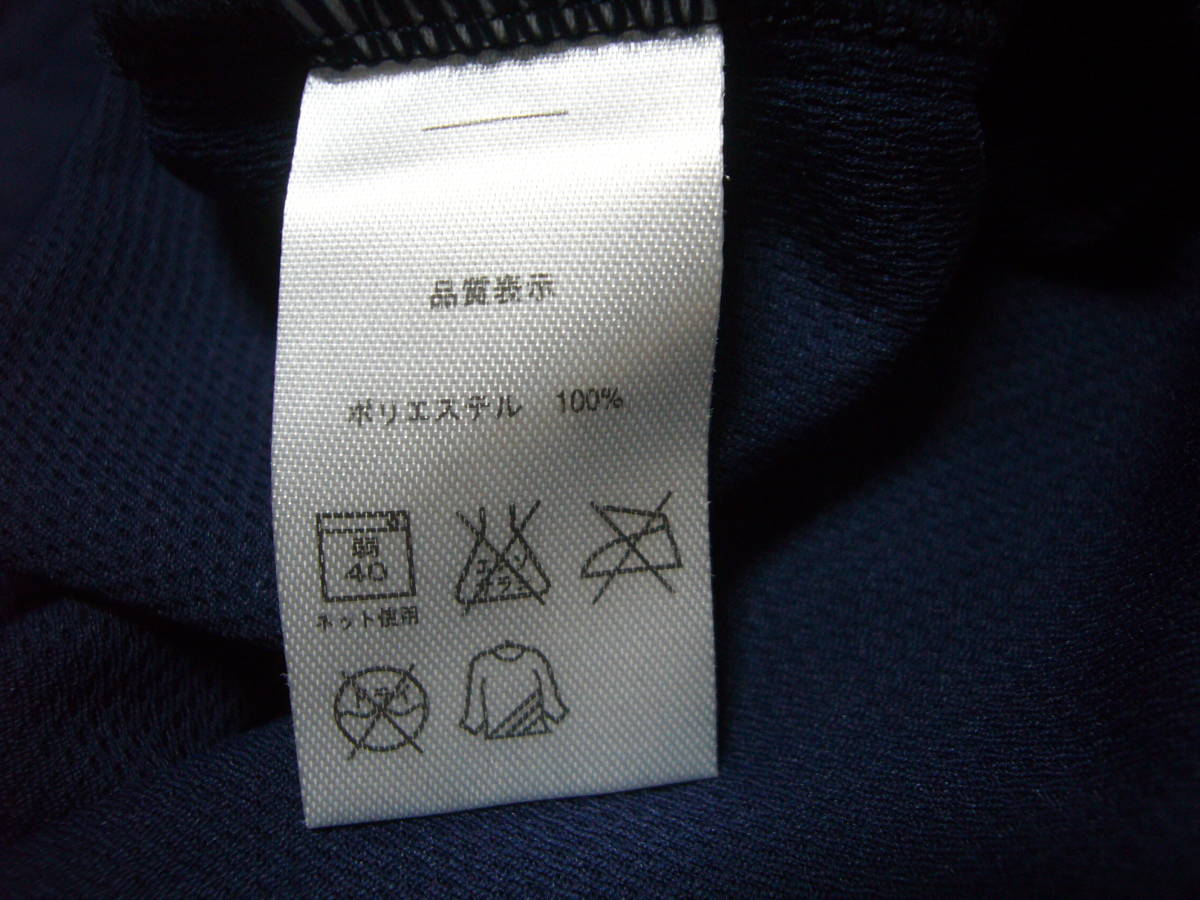 品質表示
ポリエステル 100%
弱
40
ネット使用
エンソ
サラシ
ドライ